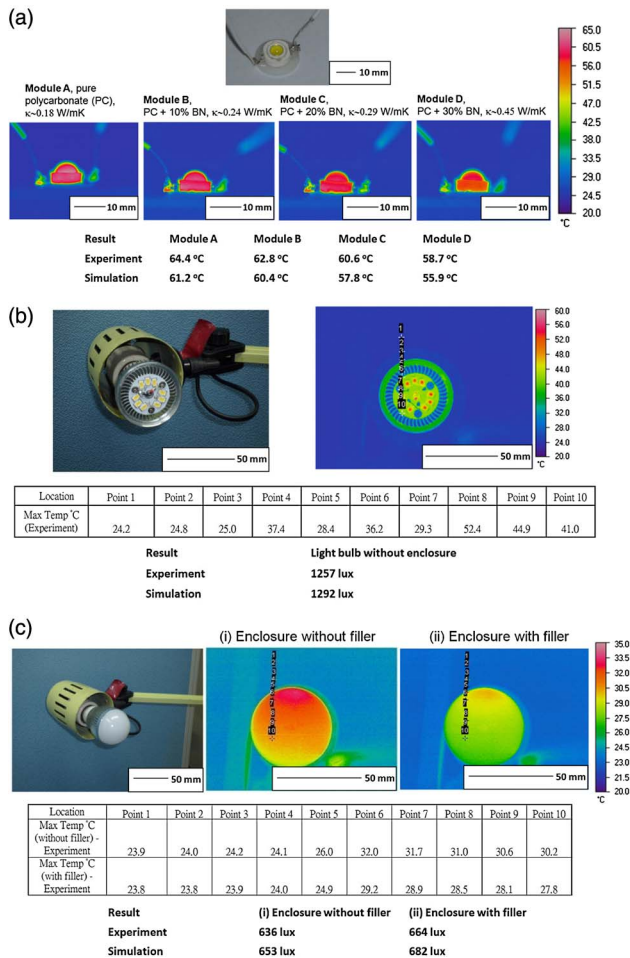 (a)
10 mm
Module A, pure
polycarbonate (PC),
κ~0.18 W/mK
Module B,
PC + 10% BN, κ~0.24 W/mK
Module C,
PC + 20% BN, κ~0.29 W/mK
Module D,
PC + 30% BN, κ~0.45 W/mK
10 mm
10 mm
10 mm
10 mm
65.0
60.5
56.0
51.5
47.0
42.5
38.0
33.5
29.0
24.5
20.0
°C
Result Module A Module B Module C Module D
Experiment 64.4 °C 62.8 °C 60.6 °C 58.7 °C
Simulation 61.2 °C 60.4 °C 57.8 °C 55.9 °C
(b)
50 mm
1
2
3
4
5
6
7
8
9
10
50 mm
60.0
56.0
52.0
48.0
44.0
40.0
36.0
32.0
28.0
24.0
20.0
°C
Location Point 1 Point 2 Point 3 Point 4 Point 5 Point 6 Point 7 Point 8 Point 9 Point 10
Max Temp °C
(Experiment) 24.2 24.8 25.0 37.4 28.4 36.2 29.3 52.4 44.9 41.0
Result Light bulb without enclosure
Experiment 1257 lux
Simulation 1292 lux
(c)
(i) Enclosure without filler (ii) Enclosure with filler
50 mm
10
50 mm
10
50 mm
35.0
33.5
32.0
30.5
29.0
27.5
26.0
24.5
23.0
21.5
20.0
°C
Location Point 1 Point 2 Point 3 Point 4 Point 5 Point 6 Point 7 Point 8 Point 9 Point 10
Max Temp °C
(without filler) -
Experiment 23.9 24.0 24.2 24.1 26.0 32.0 31.7 31.0 30.6 30.2
Max Temp °C
(with filler) -
Experiment 23.8 23.8 23.9 24.0 24.9 29.2 28.9 28.5 28.1 27.8
Result (i) Enclosure without filler (ii) Enclosure with filler
Experiment 636 lux 664 lux
Simulation 653 lux 682 lux